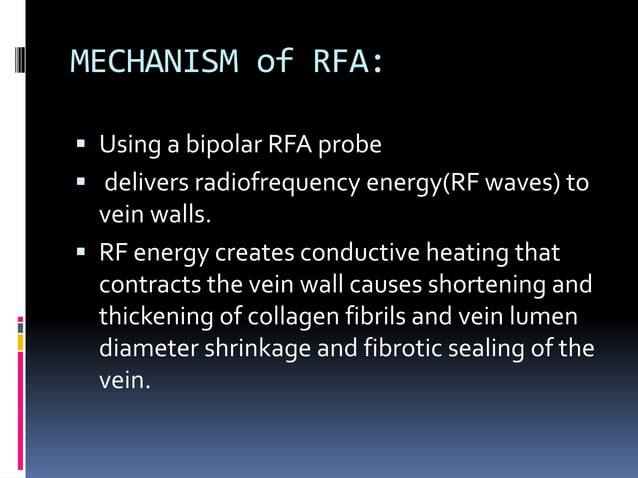 MECHANISM of RFA:
▪ Using a bipolar RFA probe
▪ delivers radiofrequency energy(RF waves) to
vein walls.
▪ RF energy creates conductive heating that
contracts the vein wall causes shortening and
thickening of collagen fibrils and vein lumen
diameter shrinkage and fibrotic sealing of the
vein.